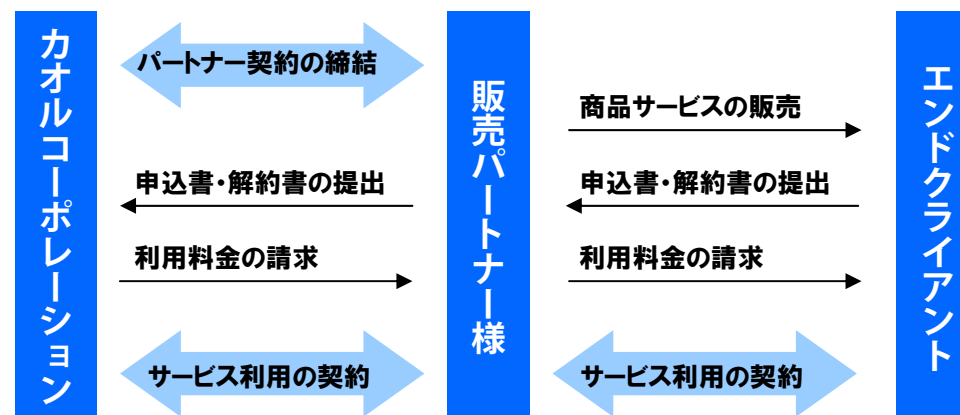 カオルコーポレーション
パートナー契約の締結
申込書・解約書の提出
利用料金の請求
サービス利用の契約
販売パートナー様
商品サービスの販売
申込書・解約書の提出
利用料金の請求
サービス利用の契約
エンドクライアント